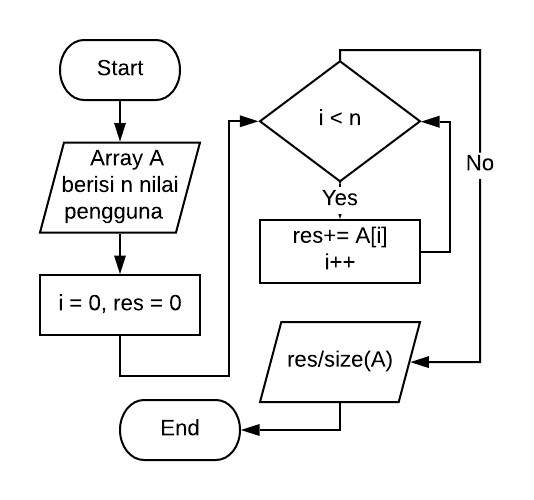 Start
Array A
berisi n nilai
pengguna
i = 0, res = 0
i < n
Yes
No
res+= A[i]
i++
res/size(A)
End